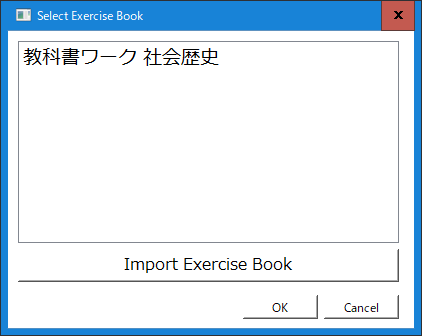 Select Exercise Book
教科書ワーク 社会歴史
Import Exercise Book
OK Cancel